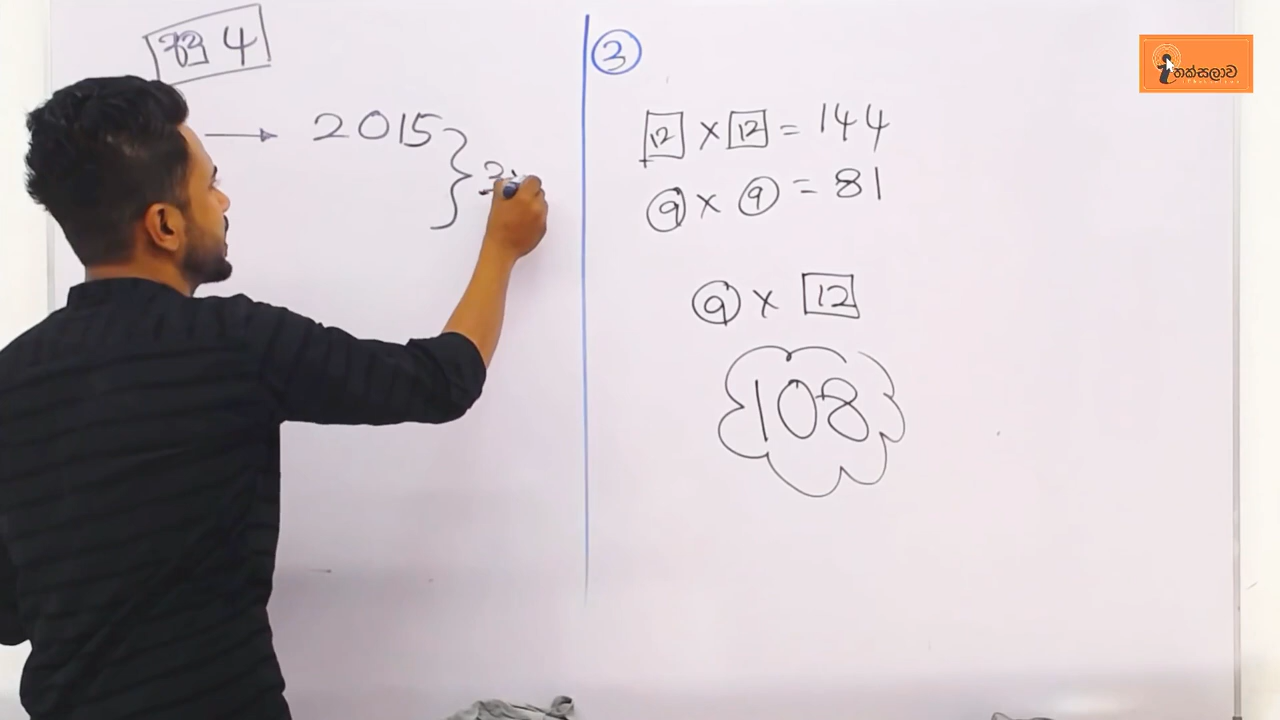 4
2015
3
12 × 12 = 144
9 × 9 = 81
9 × 12
108
තක්සලාව